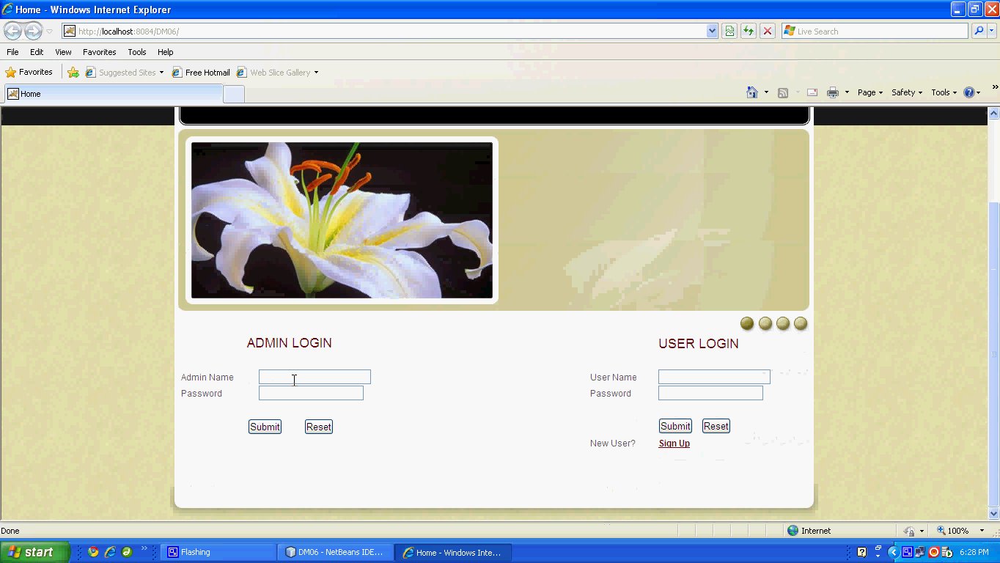 Home - Windows Internet Explorer
http://localhost:8084/DM06/
Live Search
File Edit View Favorites Tools Help
Favorites Suggested Sites Free Hotmail Web Slice Gallery
Home
Page Safety Tools
ADMIN LOGIN
USER LOGIN
Admin Name
User Name
Password
Password
Submit Reset
Submit Reset
New User? Sign Up
Done
Internet
100%
start
Flashing
DM06 - NetBeans IDE...
Home - Windows Inte...
6:28 PM